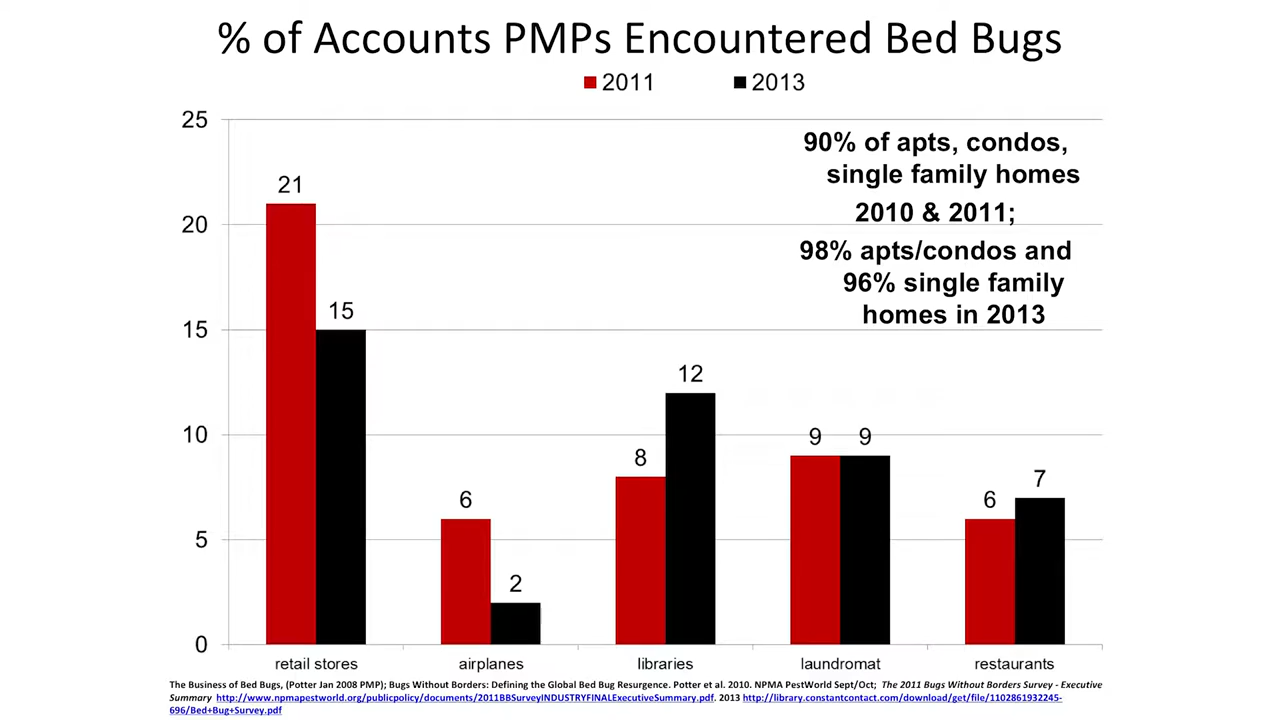 % of Accounts PMPs Encountered Bed Bugs
2011 2013
25
20
15
10
5
0
90% of apts, condos,
single family homes
2010 & 2011;
98% apts/condos and
96% single family
homes in 2013
21
15
6
2
8
12
9 9
6
7
retail stores airplanes libraries laundromat restaurants
The Business of Bed Bugs, (Potter Jan 2008 PMP); Bugs Without Borders: Defining the Global Bed Bug Resurgence. Potter et al. 2010. NPMA PestWorld Sept/Oct; The 2011 Bugs Without Borders Survey - Executive
Summary http://www.npmapestworld.org/publicpolicy/documents/2011BBSurveyINDUSTRYFINALExecutiveSummary.pdf. 2013 http://library.constantcontact.com/download/get/file/1102861932245-
696/Bed+Bug+Survey.pdf